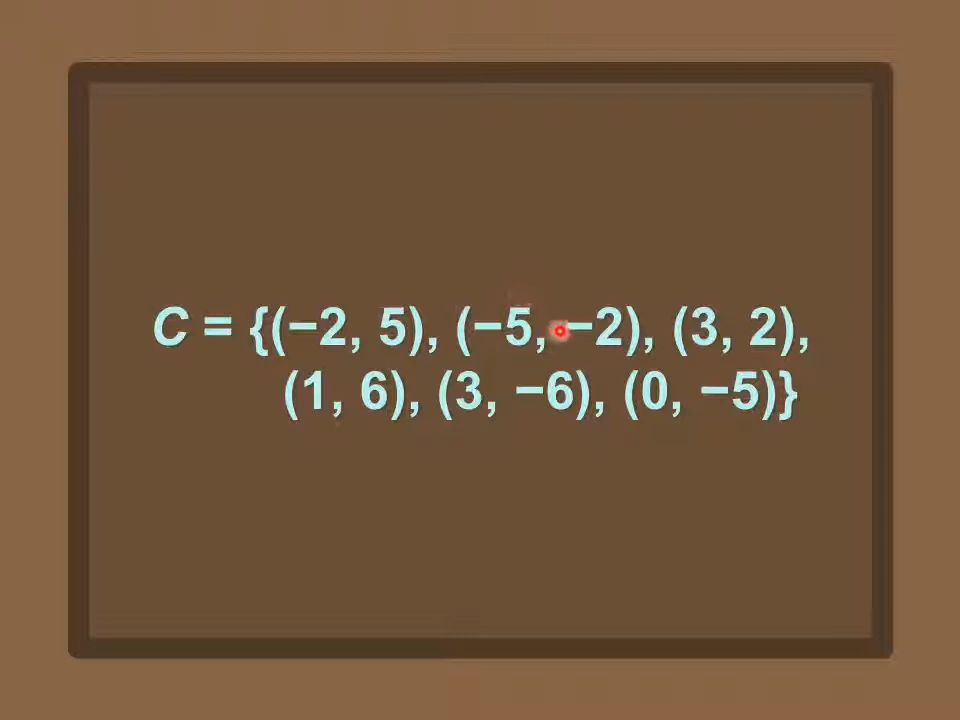 C = {(−2, 5), (−5, −2), (3, 2),
(1, 6), (3, −6), (0, −5)}